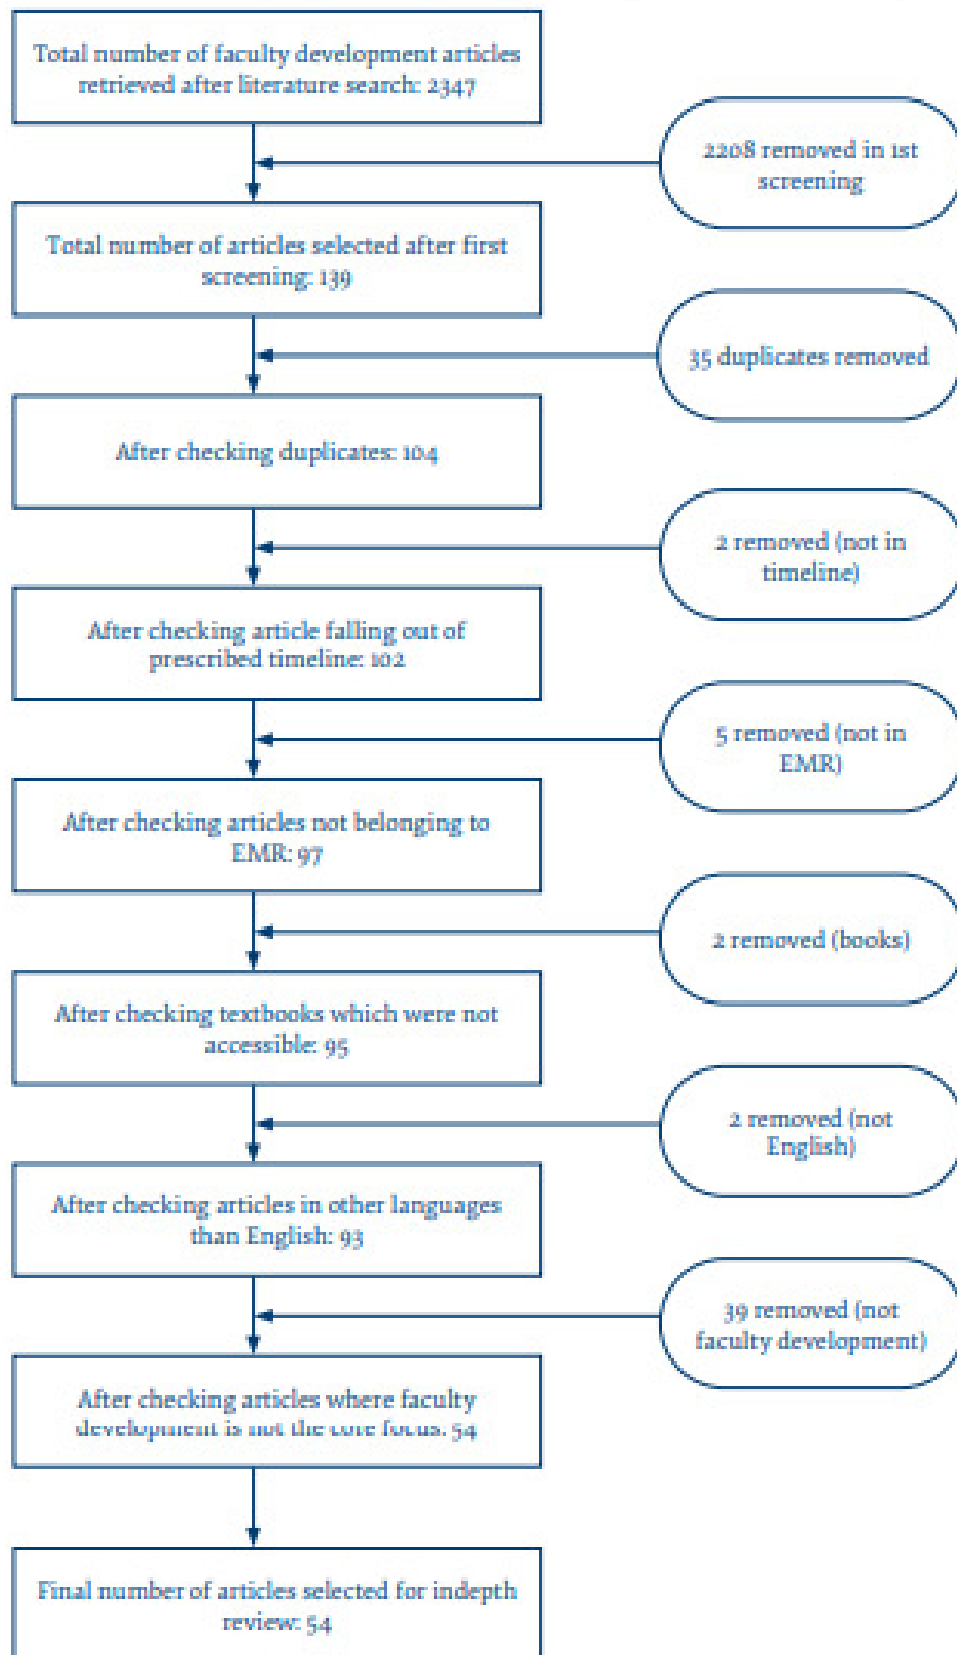 Total number of faculty development articles
retrieved after literature search: 2347
2208 removed in 1st
screening
Total number of articles selected after first
screening: 139
35 duplicates removed
After checking duplicates: 104
2 removed (not in
timeline)
After checking article falling out of
prescribed timeline: 102
5 removed (not in
EMR)
After checking articles not belonging to
EMR: 97
2 removed (books)
After checking textbooks which were not
accessible: 95
2 removed (not
English)
After checking articles in other languages
than English: 93
39 removed (not
faculty development)
After checking articles where faculty
development is not the core focus: 54
Final number of articles selected for indepth
review: 54